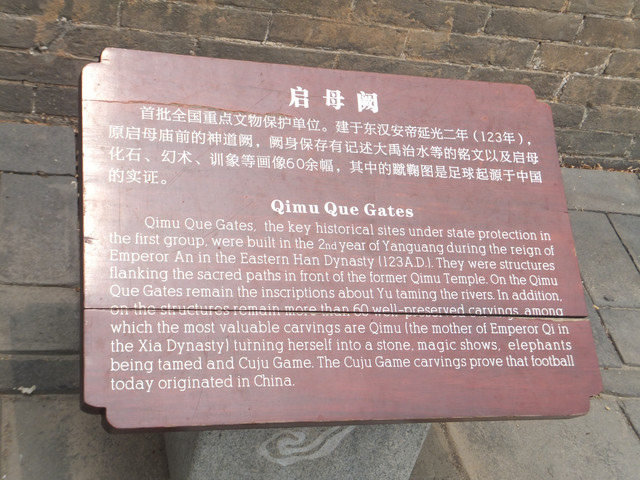 启母阙
首批全国重点文物保护单位。建于东汉安帝延光二年（123年），
原启母庙前的神道阙，阙身保存有记述大禹治水等的铭文以及启母
化石、幻术、训象等画像60余幅，其中的蹴鞠图是足球起源于中国
的实证。
Qimu Que Gates
Qimu Que Gates, the key historical sites under state protection in
the first group, were built in the 2nd year of Yanguang during the reign of
Emperor An in the Eastern Han Dynasty (123A.D.). They were structures
flanking the sacred paths in front of the former Qimu Temple. On the Qimu
Que Gates remain the inscriptions about Yu taming the rivers. In addition,
on the structures remain more than 60 well-preserved carvings, among
which the most valuable carvings are Qimu (the mother of Emperor Qi in
the Xia Dynasty) turning herself into a stone, magic shows, elephants
being tamed and Cuju Game. The Cuju Game carvings prove that football
today originated in China.